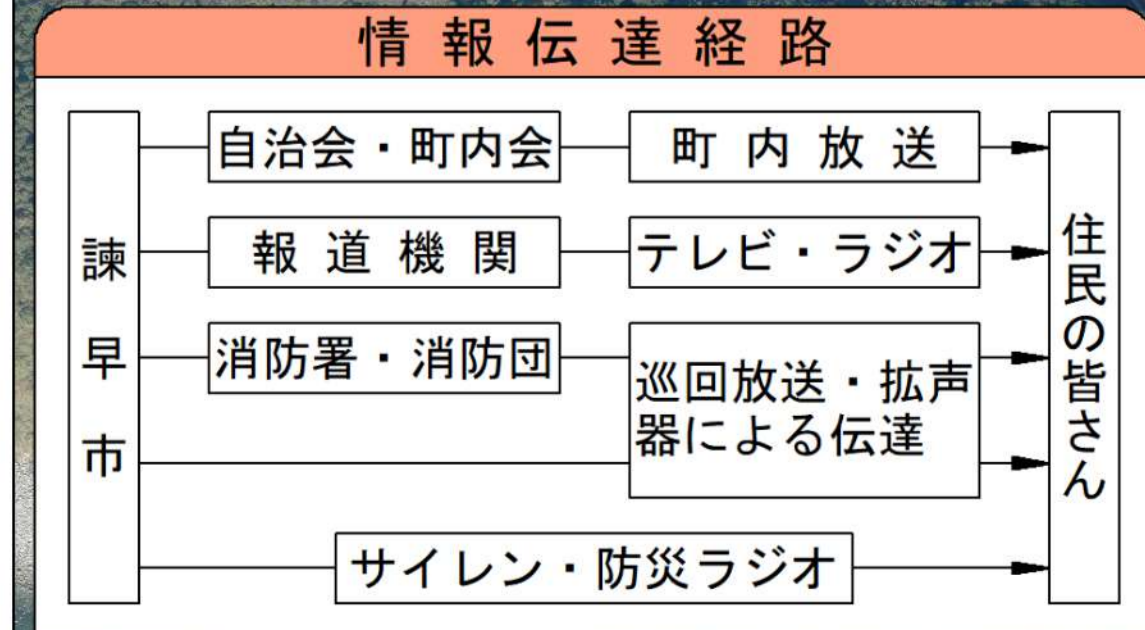 情報伝達経路
諫早市
自治会・町内会
町内放送
報道機関
テレビ・ラジオ
消防署・消防団
巡回放送・拡声
器による伝達
サイレン・防災ラジオ
住民の皆さん